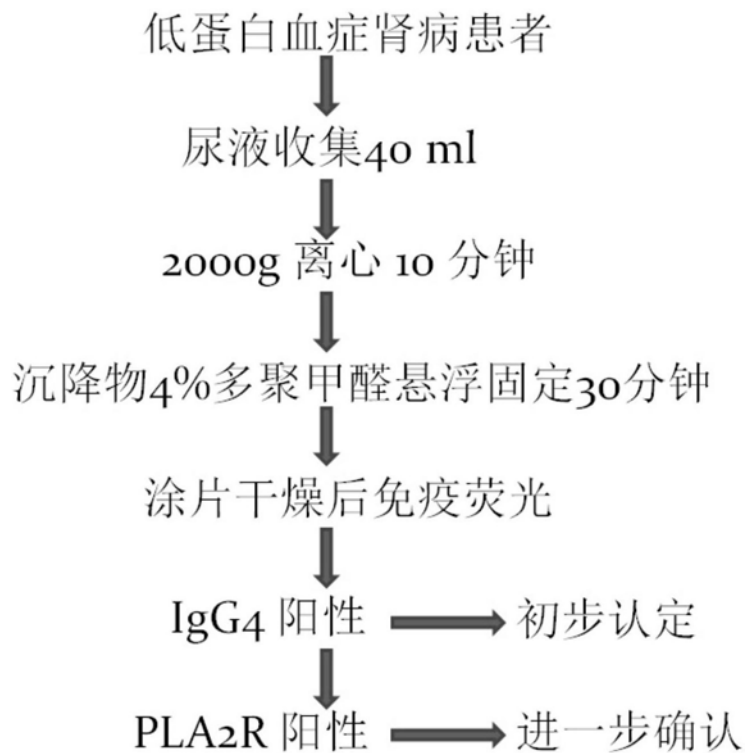 低蛋白血症肾病患者
尿液收集40 ml
2000g 离心 10 分钟
沉降物4%多聚甲醛悬浮固定30分钟
涂片干燥后免疫荧光
IgG4 阳性 初步认定
PLA2R 阳性 进一步确认